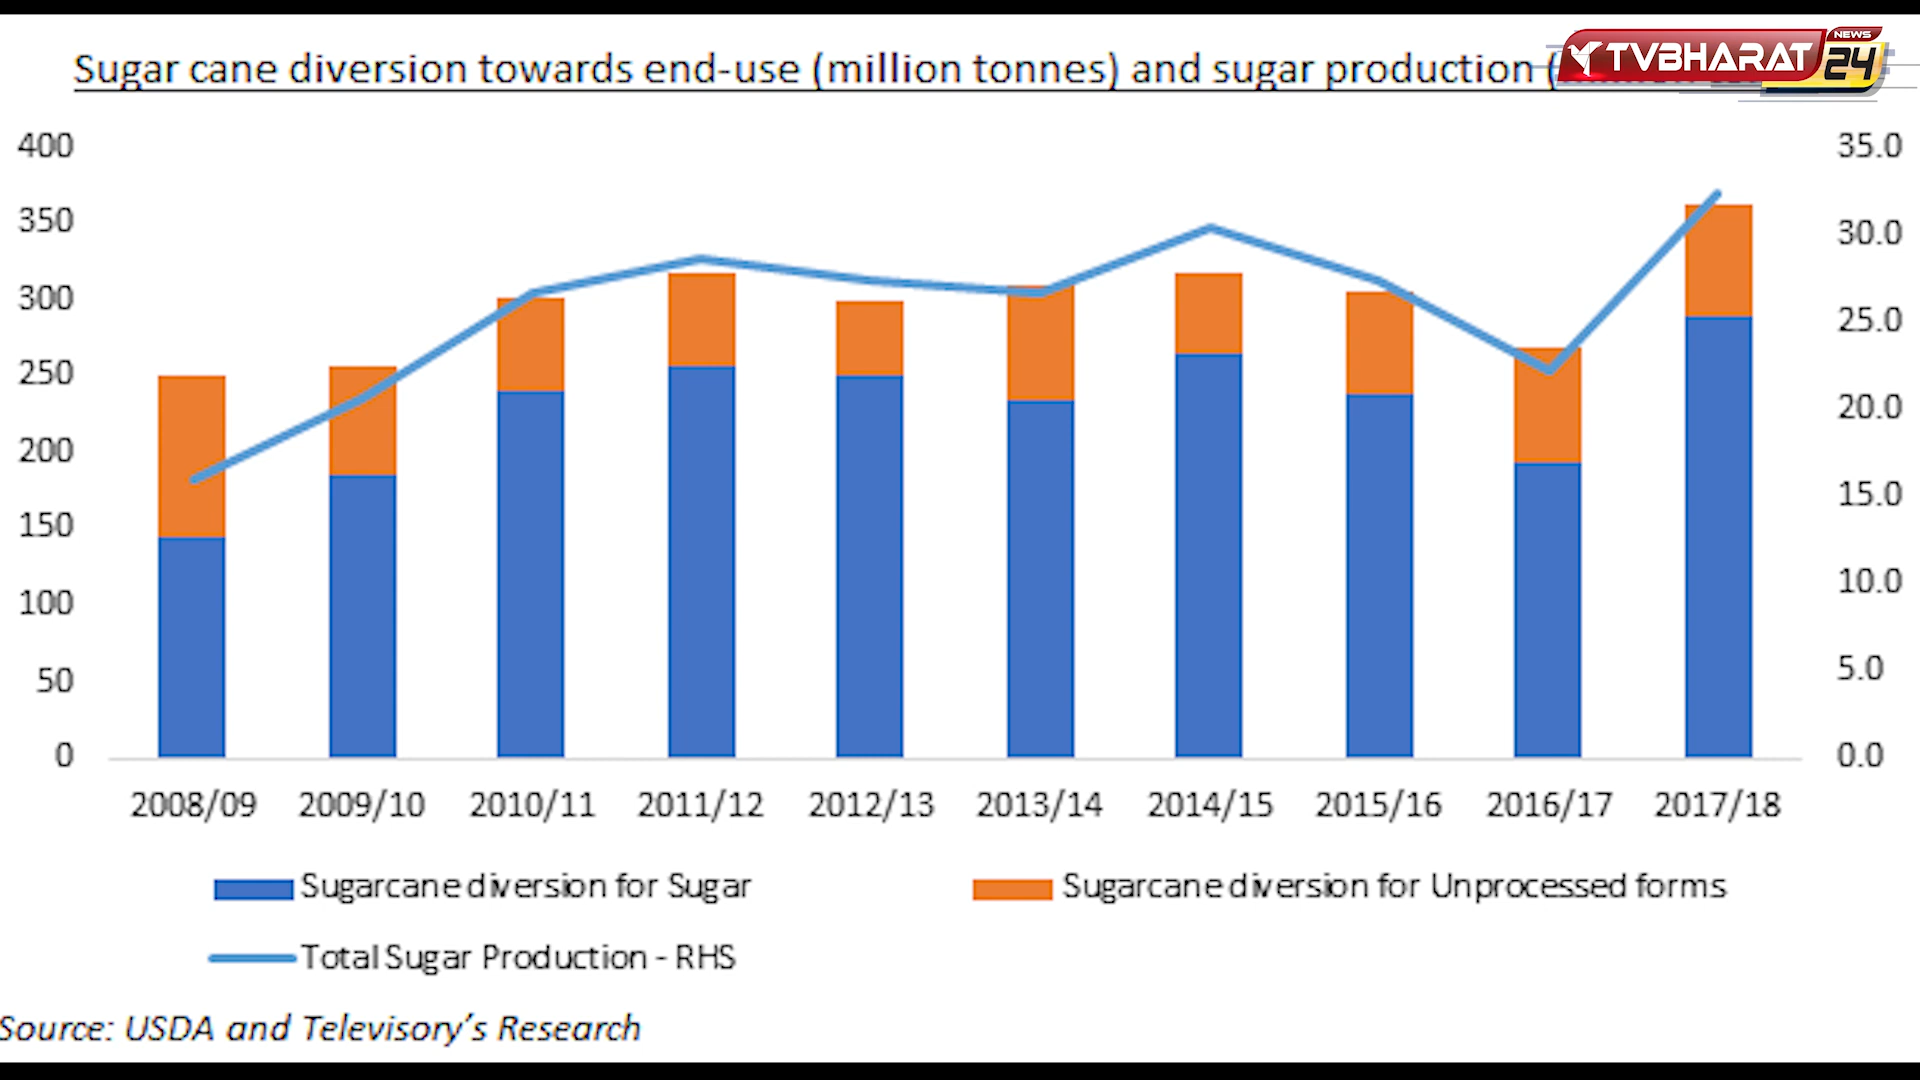 Sugar cane diversion towards end-use (million tonnes) and sugar production (
TVBHARAT NEWS 24
400
350
300
250
200
150
100
50
0
35.0
30.0
25.0
20.0
15.0
10.0
5.0
0.0
2008/09 2009/10 2010/11 2011/12 2012/13 2013/14 2014/15 2015/16 2016/17 2017/18
Sugarcane diversion for Sugar
Sugarcane diversion for Unprocessed forms
Total Sugar Production - RHS
Source: USDA and Televisory's Research